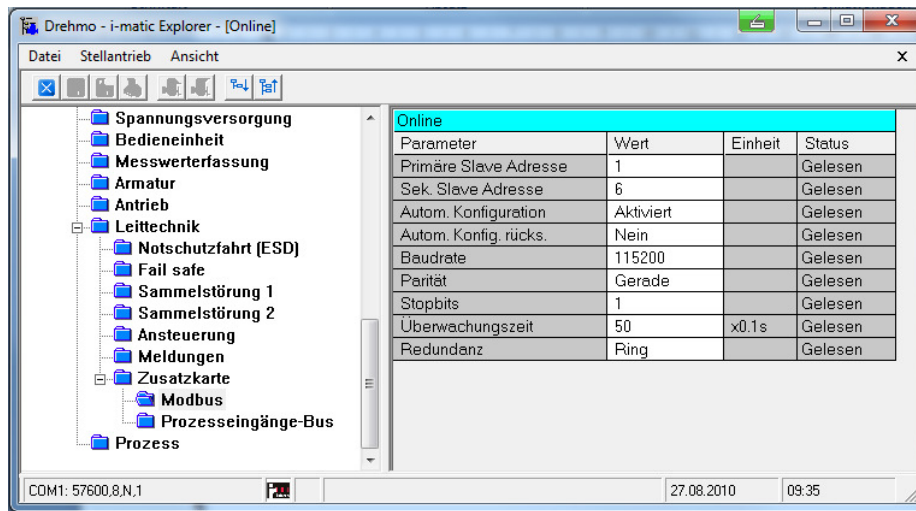 Drehmo - i-matic Explorer - [Online]
Datei Stellantrieb Ansicht
Spannungsversorgung
Bedieneinheit
Messwerterfassung
Armatur
Antrieb
Leittechnik
Notschutzfahrt (ESD)
Fail safe
Sammelstörung 1
Sammelstörung 2
Ansteuerung
Meldungen
Zusatzkarte
Modbus
Prozesseingänge-Bus
Prozess
Online
Parameter Wert Einheit Status
Primäre Slave Adresse 1 Gelesen
Sek. Slave Adresse 6 Gelesen
Autom. Konfiguration Aktiviert Gelesen
Autom. Konfig. rücks. Nein Gelesen
Baudrate 115200 Gelesen
Parität Gerade Gelesen
Stopbits 1 Gelesen
Überwachungszeit 50 x0.1s Gelesen
Redundanz Ring Gelesen
COM1: 57600,8,N,1 27.08.2010 09:35